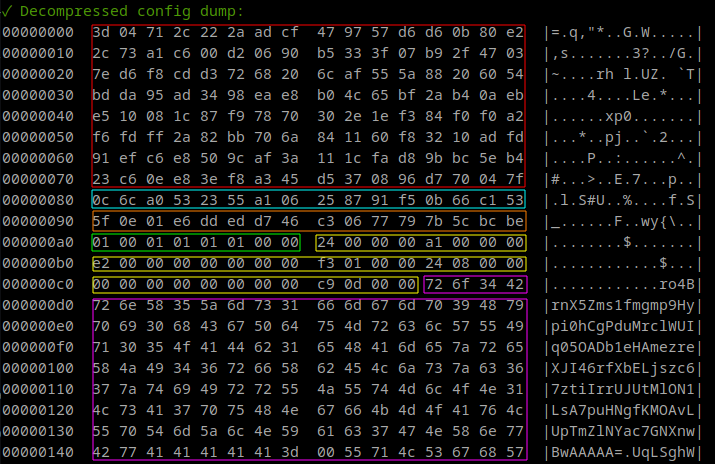 ✓ Decompressed config dump:
00000000 3d 04 71 2c 22 2a ad cf 47 97 57 d6 d6 0b 80 e2 |=.q,"*..G.W.....|
00000010 2c 73 a1 c6 00 d2 06 90 b5 33 3f 07 b9 2f 47 03 |,s.......3?../G.|
00000020 7e d6 f8 cd d3 72 68 20 6c af 55 5a 88 20 60 54 |~....rh l.UZ. `T|
00000030 bd da 95 ad 34 98 ea e8 b0 4c 65 bf 2a b4 0a eb |....4....Le.*...|
00000040 e5 10 08 1c 87 f9 78 70 30 2e 1e f3 84 f0 f0 a2 |......xp0.......|
00000050 f6 fd ff 2a 82 bb 70 6a 84 11 60 f8 32 10 ad fd |...*..pj..`.2...|
00000060 91 ef c6 e8 50 9c af 3a 11 1c fa d8 9b bc 5e b4 |....P..:......^.|
00000070 23 c6 0e e8 3e f8 a3 45 d5 37 08 96 d7 70 04 7f |#...>..E.7...p..|
00000080 0c 6c a0 53 23 55 a1 06 25 87 91 f5 0b 66 c1 53 |.l.S#U..%....f.S|
00000090 5f 0e 01 e6 dd ed d7 46 c3 06 77 79 7b 5c bc be |_......F..wy{\..|
000000a0 01 00 01 01 01 01 00 00 24 00 00 00 a1 00 00 00 |........$.......|
000000b0 e2 00 00 00 00 00 00 00 f3 01 00 00 24 08 00 00 |............$...|
000000c0 00 00 00 00 00 00 00 00 c9 0d 00 00 72 6f 34 42 |............ro4B|
000000d0 72 6e 58 35 5a 6d 73 31 66 6d 67 6d 70 39 48 79 |rnX5Zms1fmgmp9Hy|
000000e0 70 69 30 68 43 67 50 64 75 4d 72 63 6c 57 55 49 |pi0hCgPduMrclWUI|
000000f0 71 30 35 4f 41 44 62 31 65 48 41 6d 65 7a 72 65 |q05OADb1eHAmezre|
00000100 58 4a 49 34 36 72 66 58 62 45 4c 6a 73 7a 63 36 |XJI46rfXbELjszc6|
00000110 37 7a 74 69 49 72 72 55 4a 55 74 4d 6c 4f 4e 31 |7ztiIrrUJUtMlON1|
00000120 4c 73 41 37 70 75 48 4e 67 66 4b 4d 4f 41 76 4c |LsA7puHNgfKMOAvL|
00000130 55 70 54 6d 5a 6c 4e 59 61 63 37 47 4e 58 6e 77 |UpTmZlNYac7GNXnw|
00000140 42 77 41 41 41 41 41 3d 00 55 71 4c 53 67 68 57 |BwAAAAA=.UqLSghW|